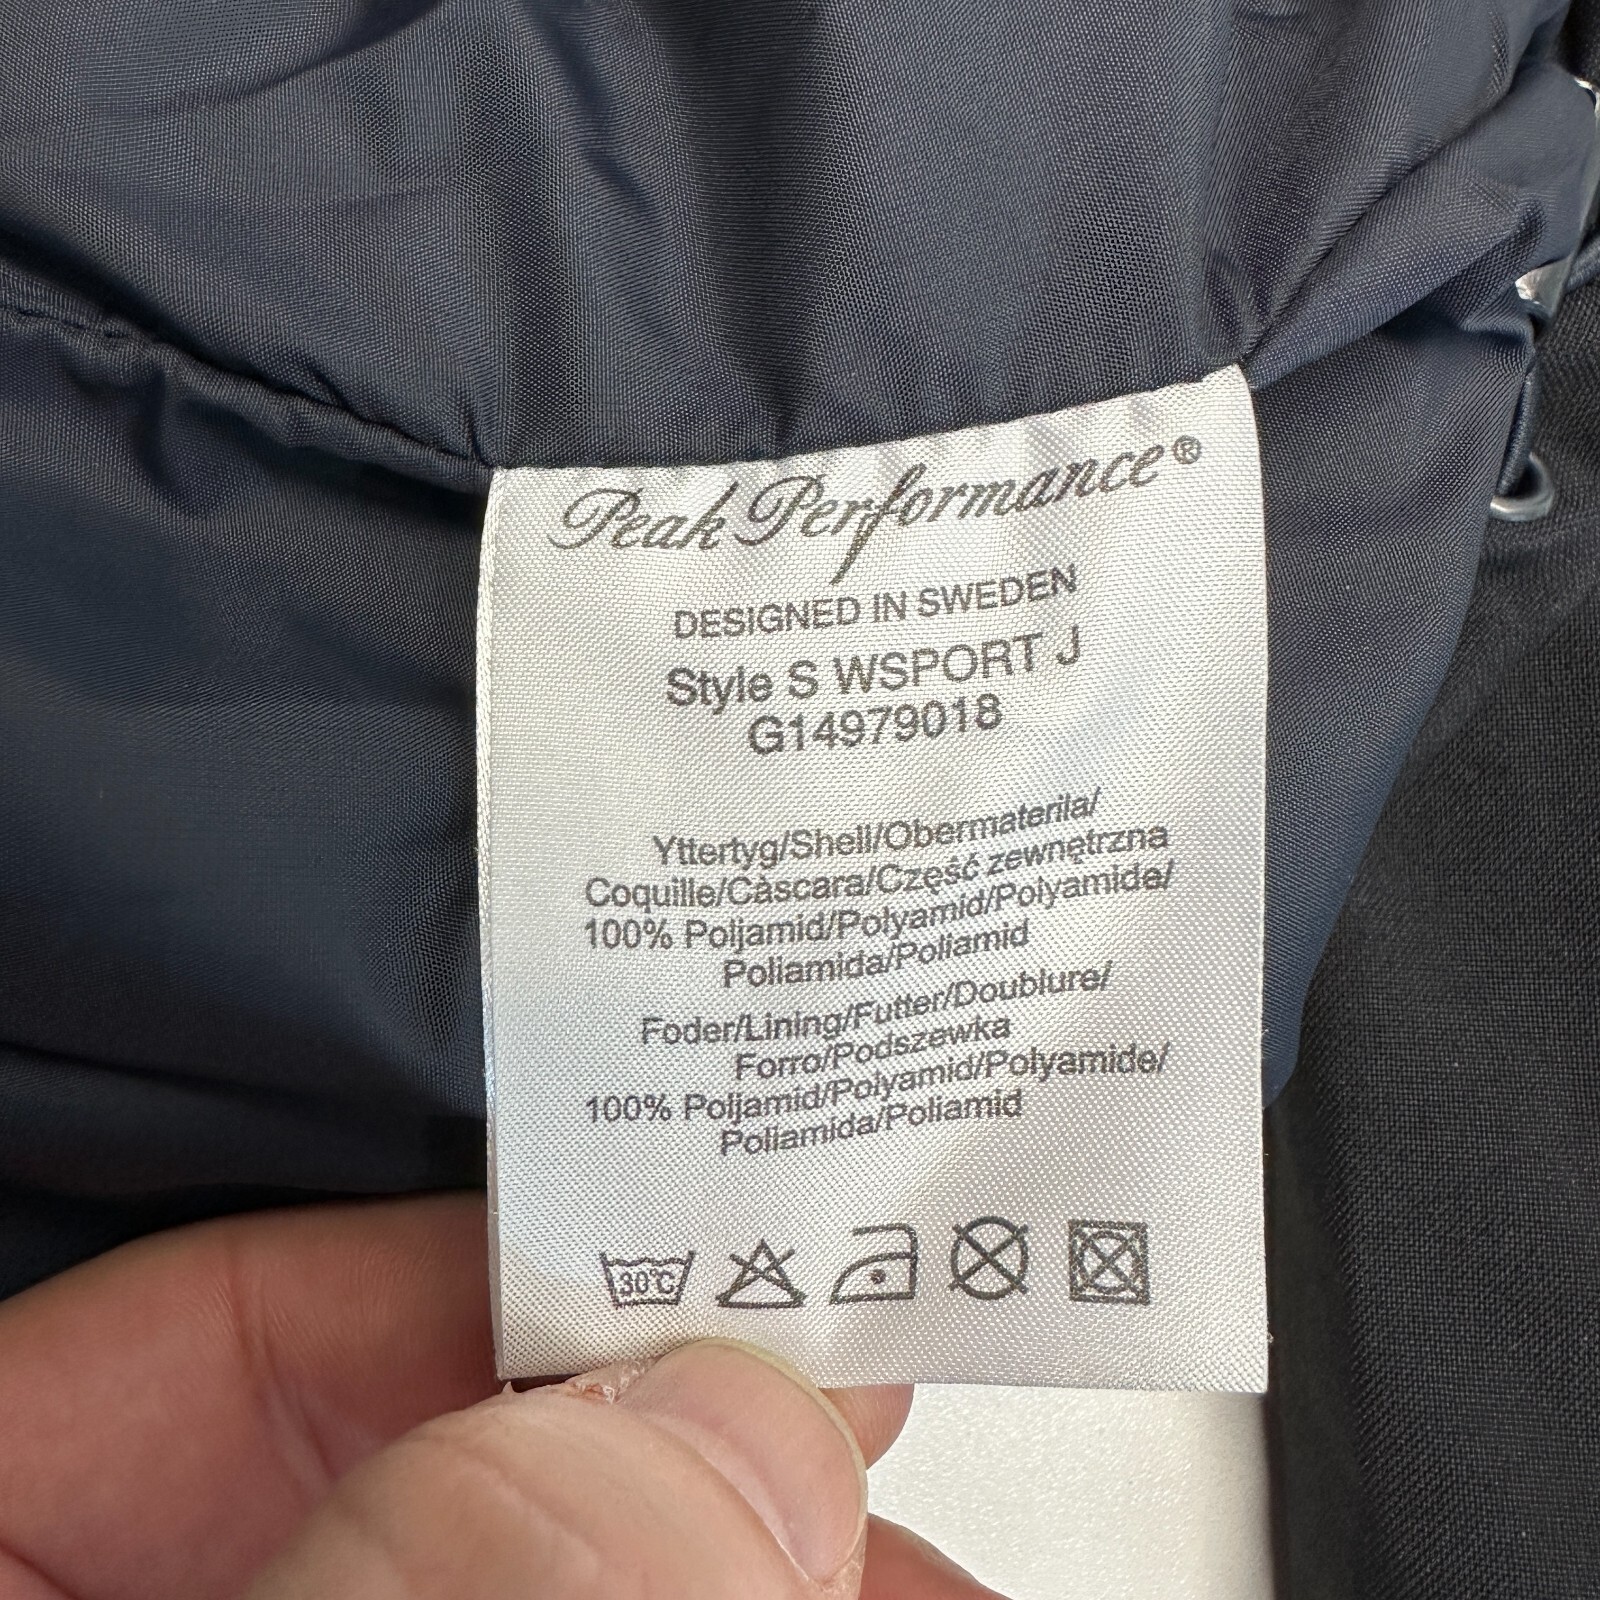 Peak Performance®
DESIGNED IN SWEDEN
Style S WSPORT J
G14979018
Yttertyg/Shell/Obermaterila/
Coquille/Càscara/Część zewnętrzna
100% Poljamid/Polyamid/Polyamide/
Poliamida/Poliamid
Foder/Lining/Futter/Doublure/
Forro/Podszewka
100% Poljamid/Polyamid/Polyamide/
Poliamida/Poliamid
30°C